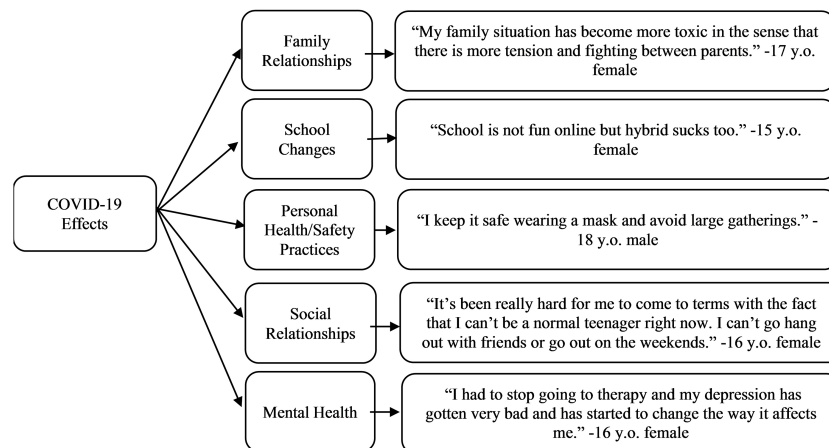 COVID-19
Effects
Family
Relationships
“My family situation has become more toxic in the sense that
there is more tension and fighting between parents.” -17 y.o.
female
School
Changes
“School is not fun online but hybrid sucks too.” -15 y.o.
female
Personal
Health/Safety
Practices
“I keep it safe wearing a mask and avoid large gatherings.” -
18 y.o. male
Social
Relationships
“It’s been really hard for me to come to terms with the fact
that I can’t be a normal teenager right now. I can’t go hang
out with friends or go out on the weekends.” -16 y.o. female
Mental Health
“I had to stop going to therapy and my depression has
gotten very bad and has started to change the way it affects
me.” -16 y.o. female